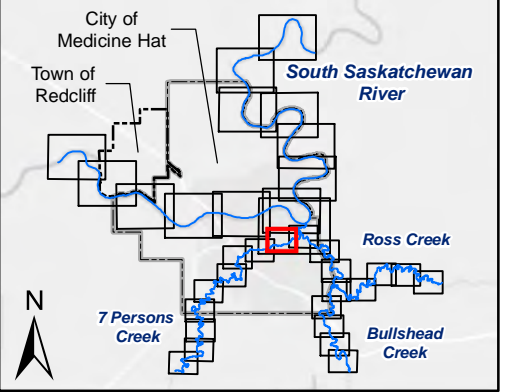 City of
Medicine Hat
Town of
Redcliff
South Saskatchewan
River
Ross Creek
N
7 Persons
Creek
Bullshead
Creek